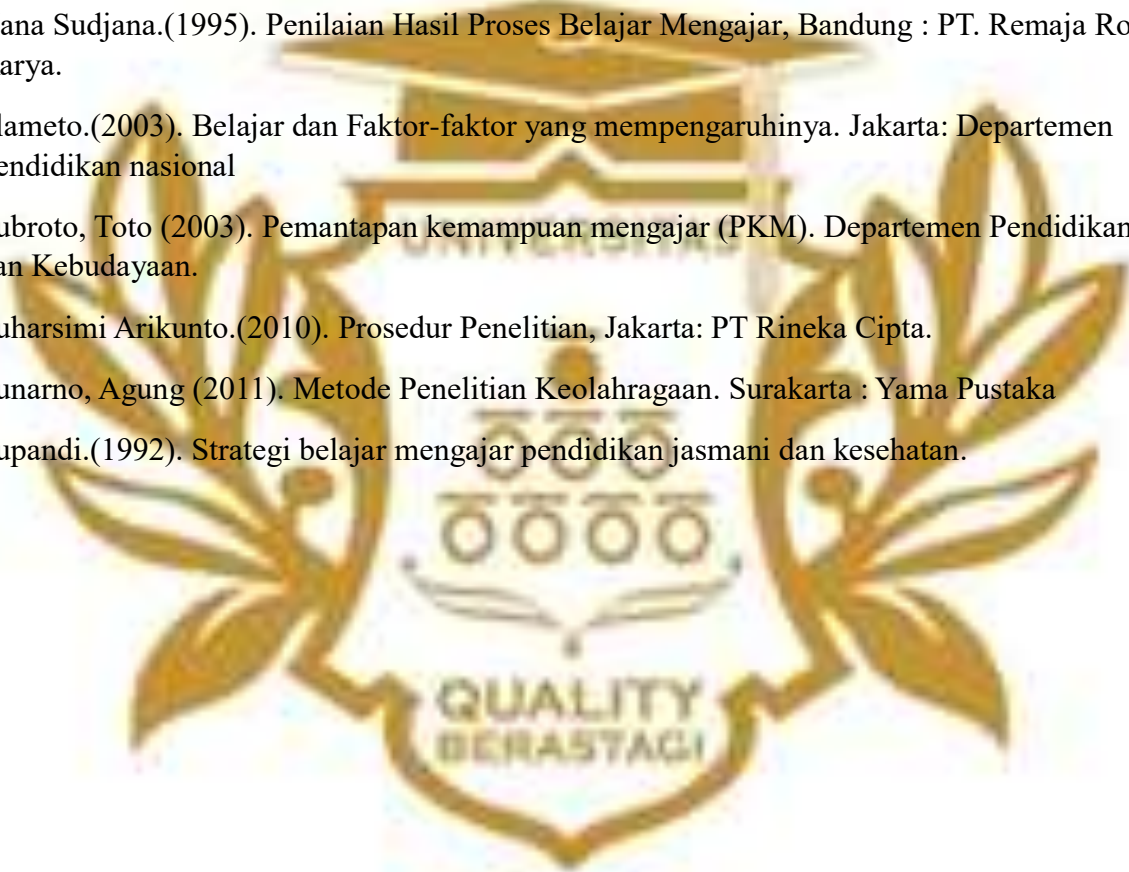 ana Sudjana.(1995). Penilaian Hasil Proses Belajar Mengajar, Bandung : PT. Remaja Ro
arya.
lameto.(2003). Belajar dan Faktor-faktor yang mempengaruhinya. Jakarta: Departemen
endidikan nasional
ubroto, Toto (2003). Pemantapan kemampuan mengajar (PKM). Departemen Pendidikan
an Kebudayaan.
UNIVERSITAS
uharsimi Arikunto.(2010). Prosedur Penelitian, Jakarta: PT Rineka Cipta.
unarno, Agung (2011). Metode Penelitian Keolahragaan. Surakarta : Yama Pustaka
upandi.(1992). Strategi belajar mengajar pendidikan jasmani dan kesehatan.
QUALITY
BERASTAGI